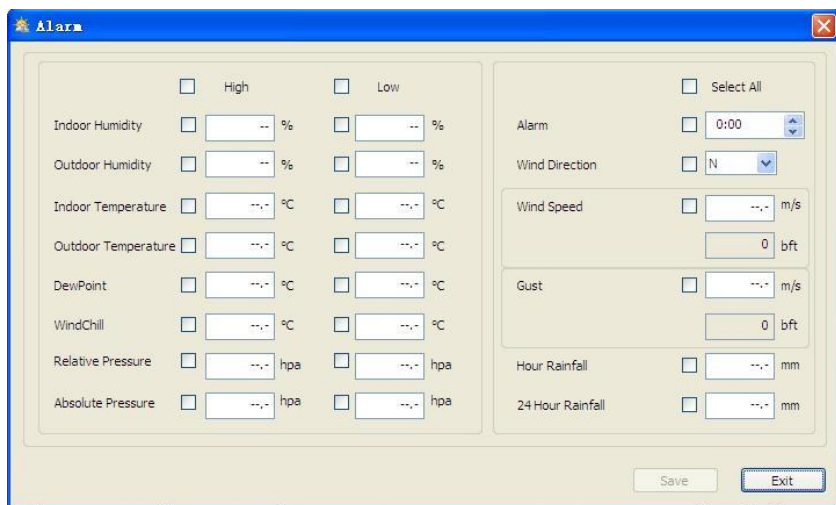 Alarm
High Low Select All
Indoor Humidity -- % -- % Alarm 0:00
Outdoor Humidity -- % -- % Wind Direction N
Indoor Temperature --.- ºC --.- ºC Wind Speed --.- m/s
Outdoor Temperature --.- ºC --.- ºC 0 bft
DewPoint --.- ºC --.- ºC Gust --.- m/s
WindChill --.- ºC --.- ºC 0 bft
Relative Pressure --.- hpa --.- hpa Hour Rainfall --.- mm
Absolute Pressure --.- hpa --.- hpa 24 Hour Rainfall --.- mm
Save Exit